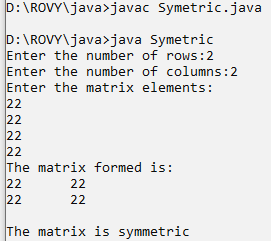 D:\ROVY\java>javac Symetric.java
D:\ROVY\java>java Symetric
Enter the number of rows:2
Enter the number of columns:2
Enter the matrix elements:
22
22
22
22
The matrix formed is:
22 22
22 22
The matrix is symmetric